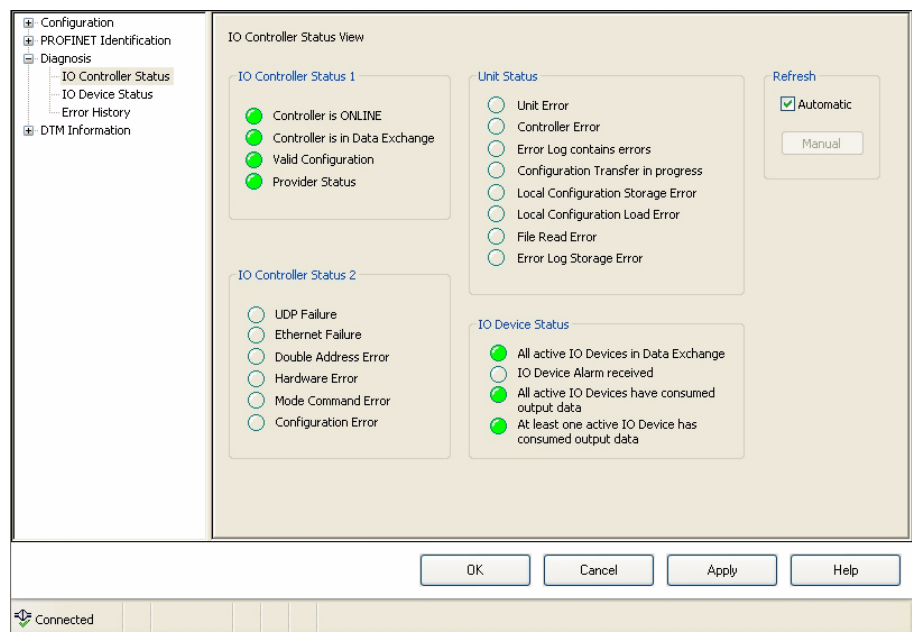 Configuration
PROFINET Identification
Diagnosis
IO Controller Status
IO Device Status
Error History
DTM Information
IO Controller Status View
IO Controller Status 1
Controller is ONLINE
Controller is in Data Exchange
Valid Configuration
Provider Status
IO Controller Status 2
UDP Failure
Ethernet Failure
Double Address Error
Hardware Error
Mode Command Error
Configuration Error
Unit Status
Unit Error
Controller Error
Error Log contains errors
Configuration Transfer in progress
Local Configuration Storage Error
Local Configuration Load Error
File Read Error
Error Log Storage Error
IO Device Status
All active IO Devices in Data Exchange
IO Device Alarm received
All active IO Devices have consumed
output data
At least one active IO Device has
consumed output data
Refresh
Automatic
Manual
OK
Cancel
Apply
Help
Connected